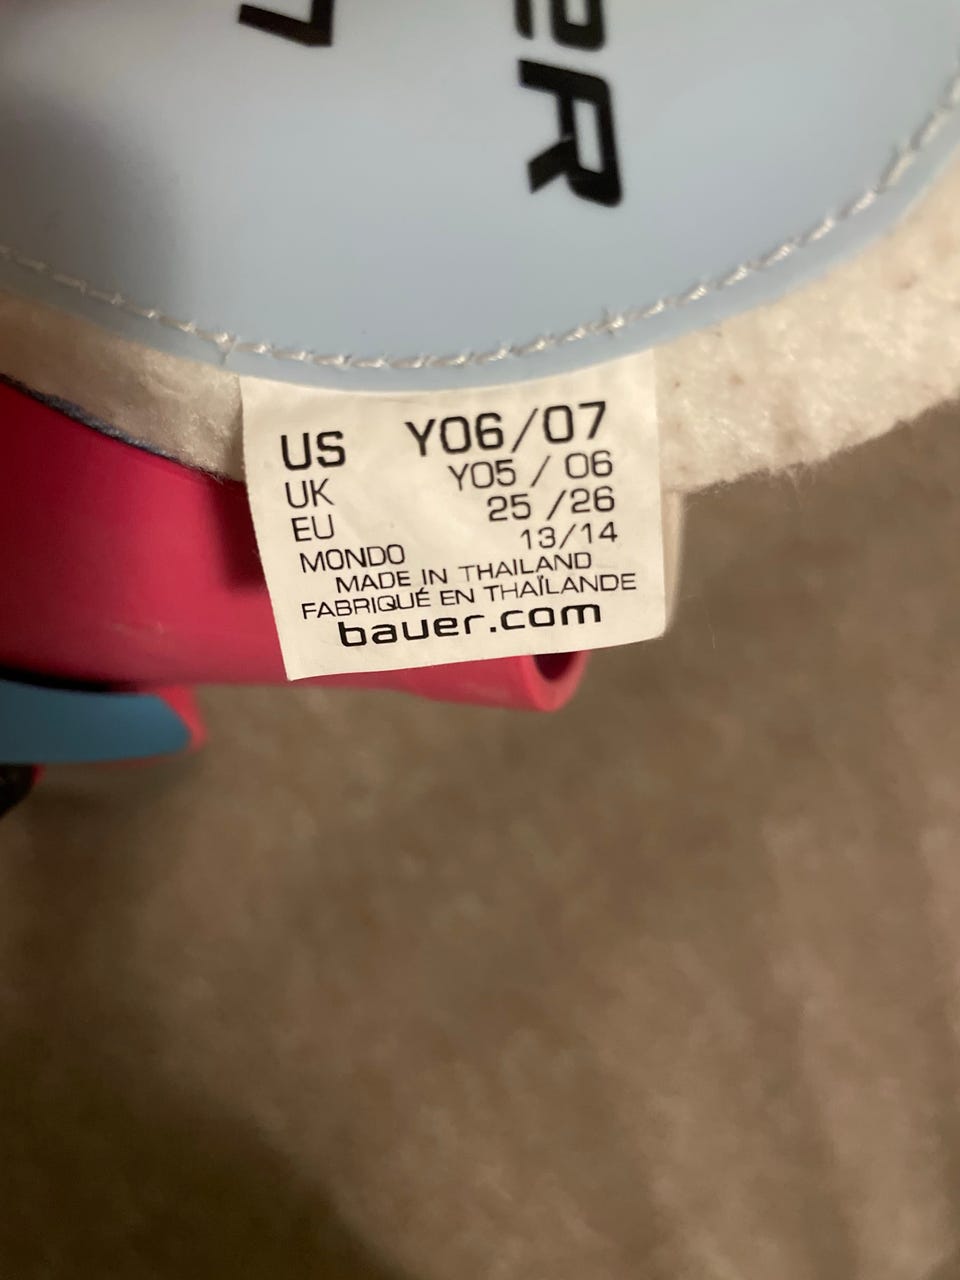 US Y06/07
UK Y05 / 06
EU 25 /26
MONDO 13/14
MADE IN THAILAND
FABRIQUÉ EN THAÏLANDE
bauer.com